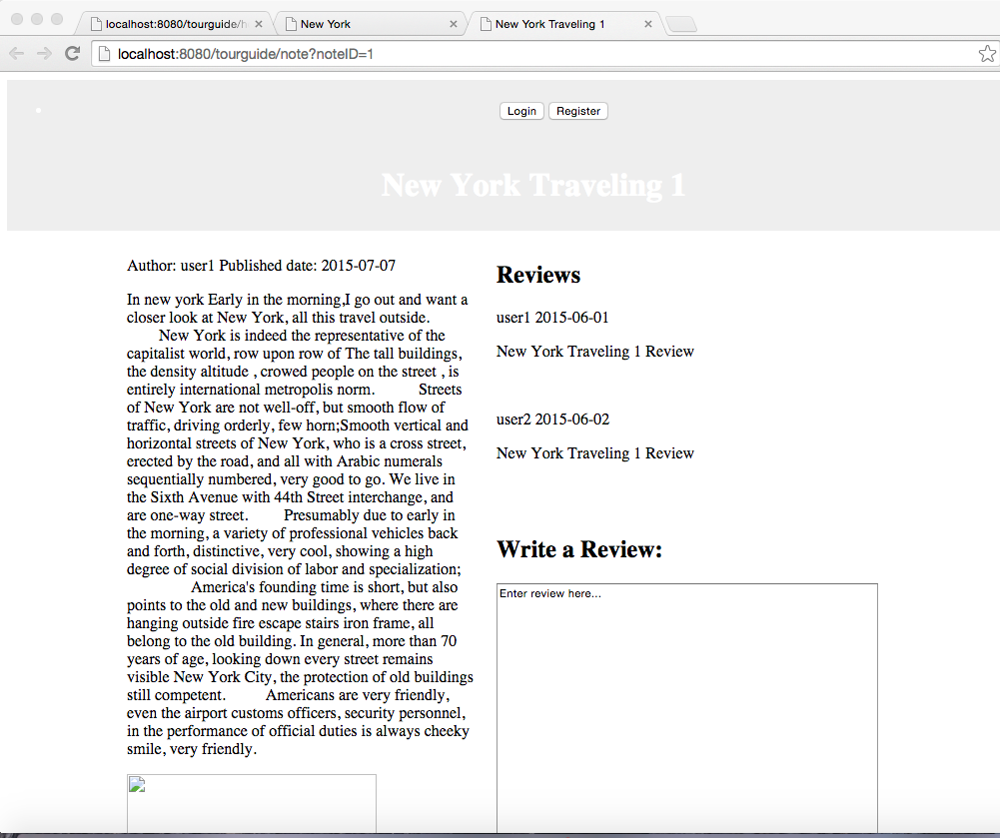 localhost:8080/tourguide/h
New York
New York Traveling 1
localhost:8080/tourguide/note?noteID=1
Login Register
New York Traveling 1
Author: user1 Published date: 2015-07-07
In new york Early in the morning,I go out and want a
closer look at New York, all this travel outside.
New York is indeed the representative of the
capitalist world, row upon row of The tall buildings,
the density altitude , crowed people on the street , is
entirely international metropolis norm. Streets
of New York are not well-off, but smooth flow of
traffic, driving orderly, few horn;Smooth vertical and
horizontal streets of New York, who is a cross street,
erected by the road, and all with Arabic numerals
sequentially numbered, very good to go. We live in
the Sixth Avenue with 44th Street interchange, and
are one-way street. Presumably due to early in
the morning, a variety of professional vehicles back
and forth, distinctive, very cool, showing a high
degree of social division of labor and specialization;
America's founding time is short, but also
points to the old and new buildings, where there are
hanging outside fire escape stairs iron frame, all
belong to the old building. In general, more than 70
years of age, looking down every street remains
visible New York City, the protection of old buildings
still competent. Americans are very friendly,
even the airport customs officers, security personnel,
in the performance of official duties is always cheeky
smile, very friendly.
Reviews
user1 2015-06-01
New York Traveling 1 Review
user2 2015-06-02
New York Traveling 1 Review
Write a Review:
Enter review here...